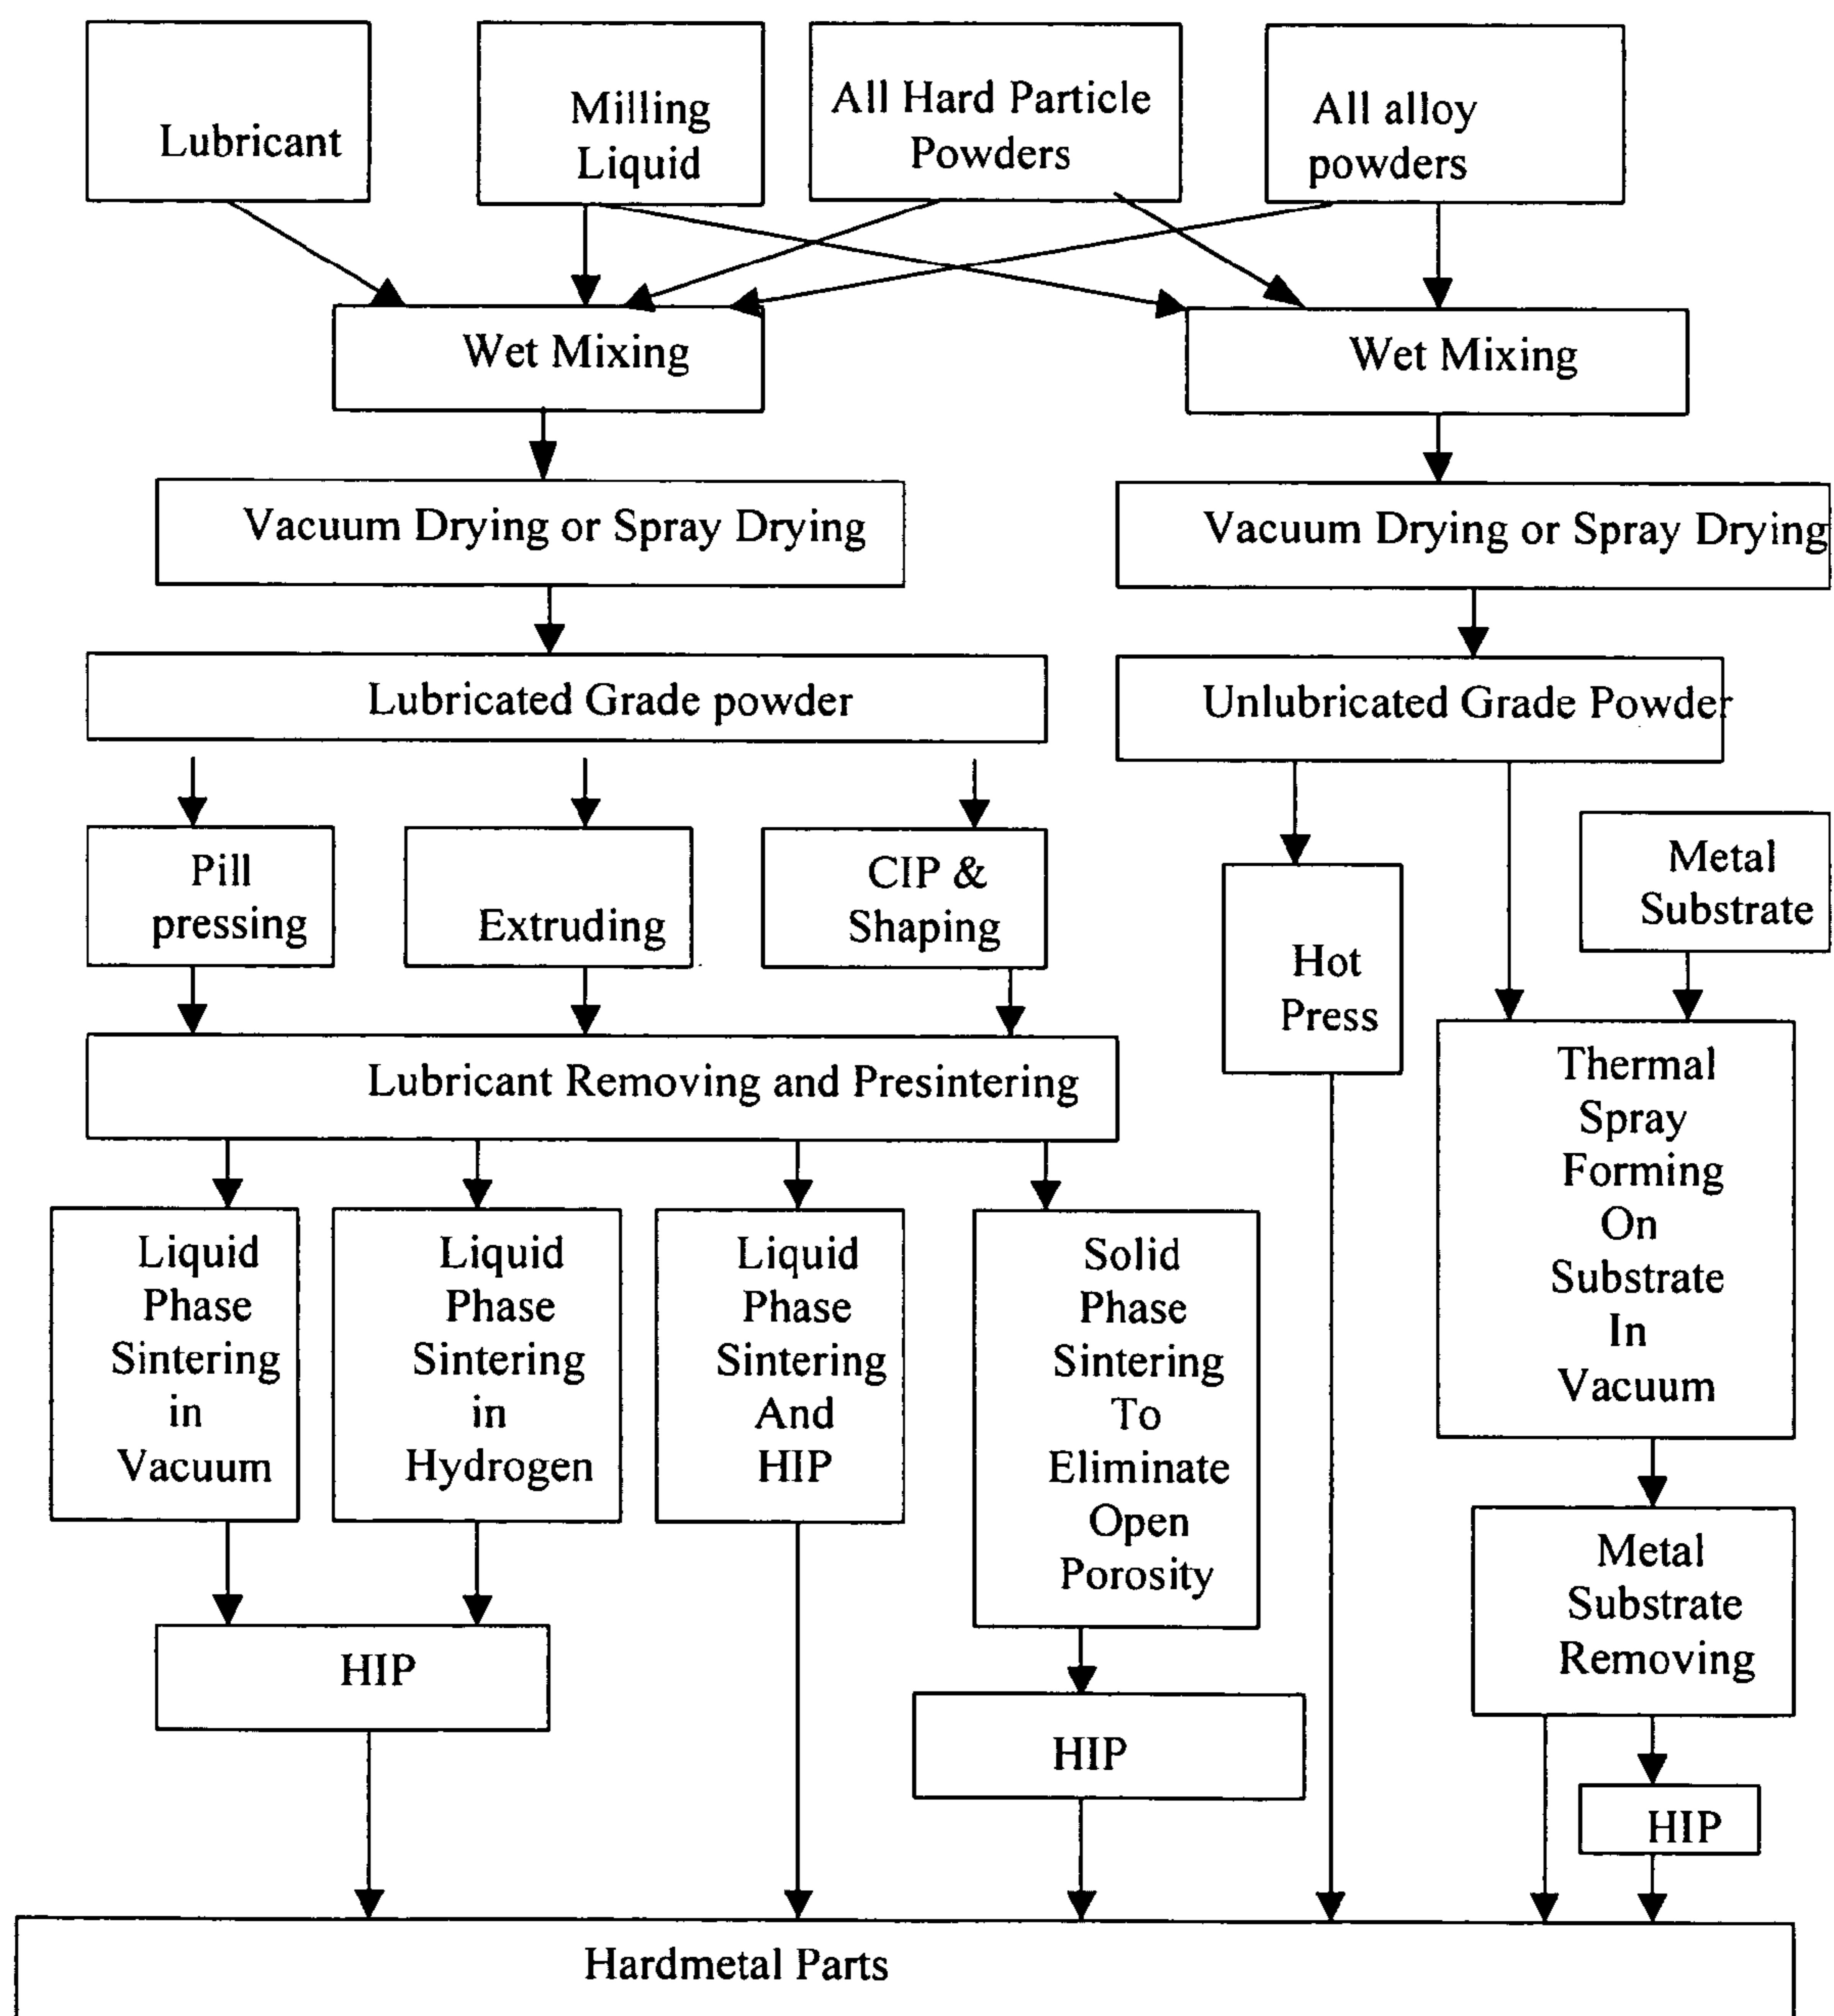 Lubricant
Milling
Liquid
All Hard Particle
Powders
All alloy
powders
Wet Mixing
Wet Mixing
Vacuum Drying or Spray Drying
Vacuum Drying or Spray Drying
Lubricated Grade powder
Unlubricated Grade Powder
Pill
pressing
Extruding
CIP &
Shaping
Hot
Press
Metal
Substrate
Lubricant Removing and Presintering
Thermal
Spray
Forming
On
Substrate
In
Vacuum
Liquid
Phase
Sintering
in
Vacuum
Liquid
Phase
Sintering
in
Hydrogen
Liquid
Phase
Sintering
And
HIP
Solid
Phase
Sintering
To
Eliminate
Open
Porosity
Metal
Substrate
Removing
HIP
HIP
HIP
Hardmetal Parts